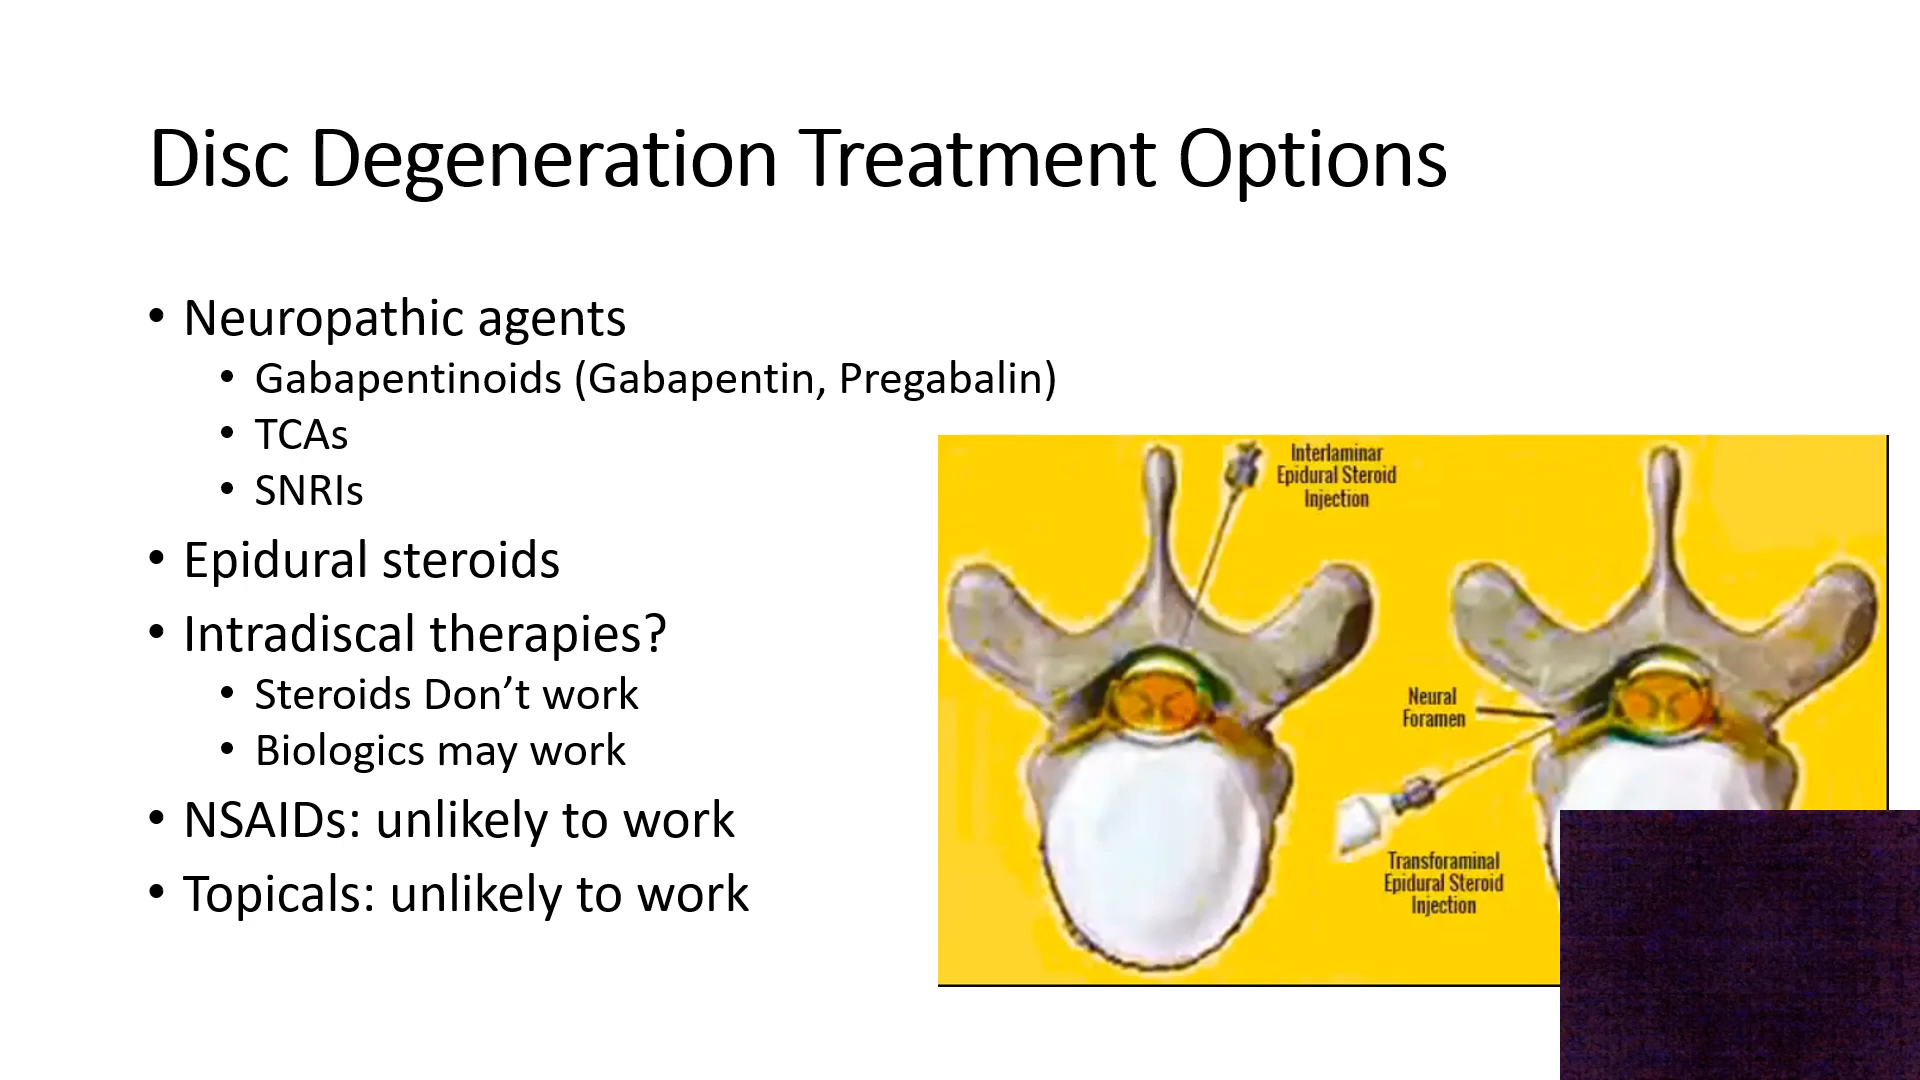 Disc Degeneration Treatment Options
• Neuropathic agents
• Gabapentinoids (Gabapentin, Pregabalin)
• TCAs
• SNRIs
• Epidural steroids
• Intradiscal therapies?
• Steroids Don’t work
• Biologics may work
• NSAIDs: unlikely to work
• Topicals: unlikely to work
Interlaminar
Epidural Steroid
Injection
Neural
Foramen
Transforaminal
Epidural Steroid
Injection